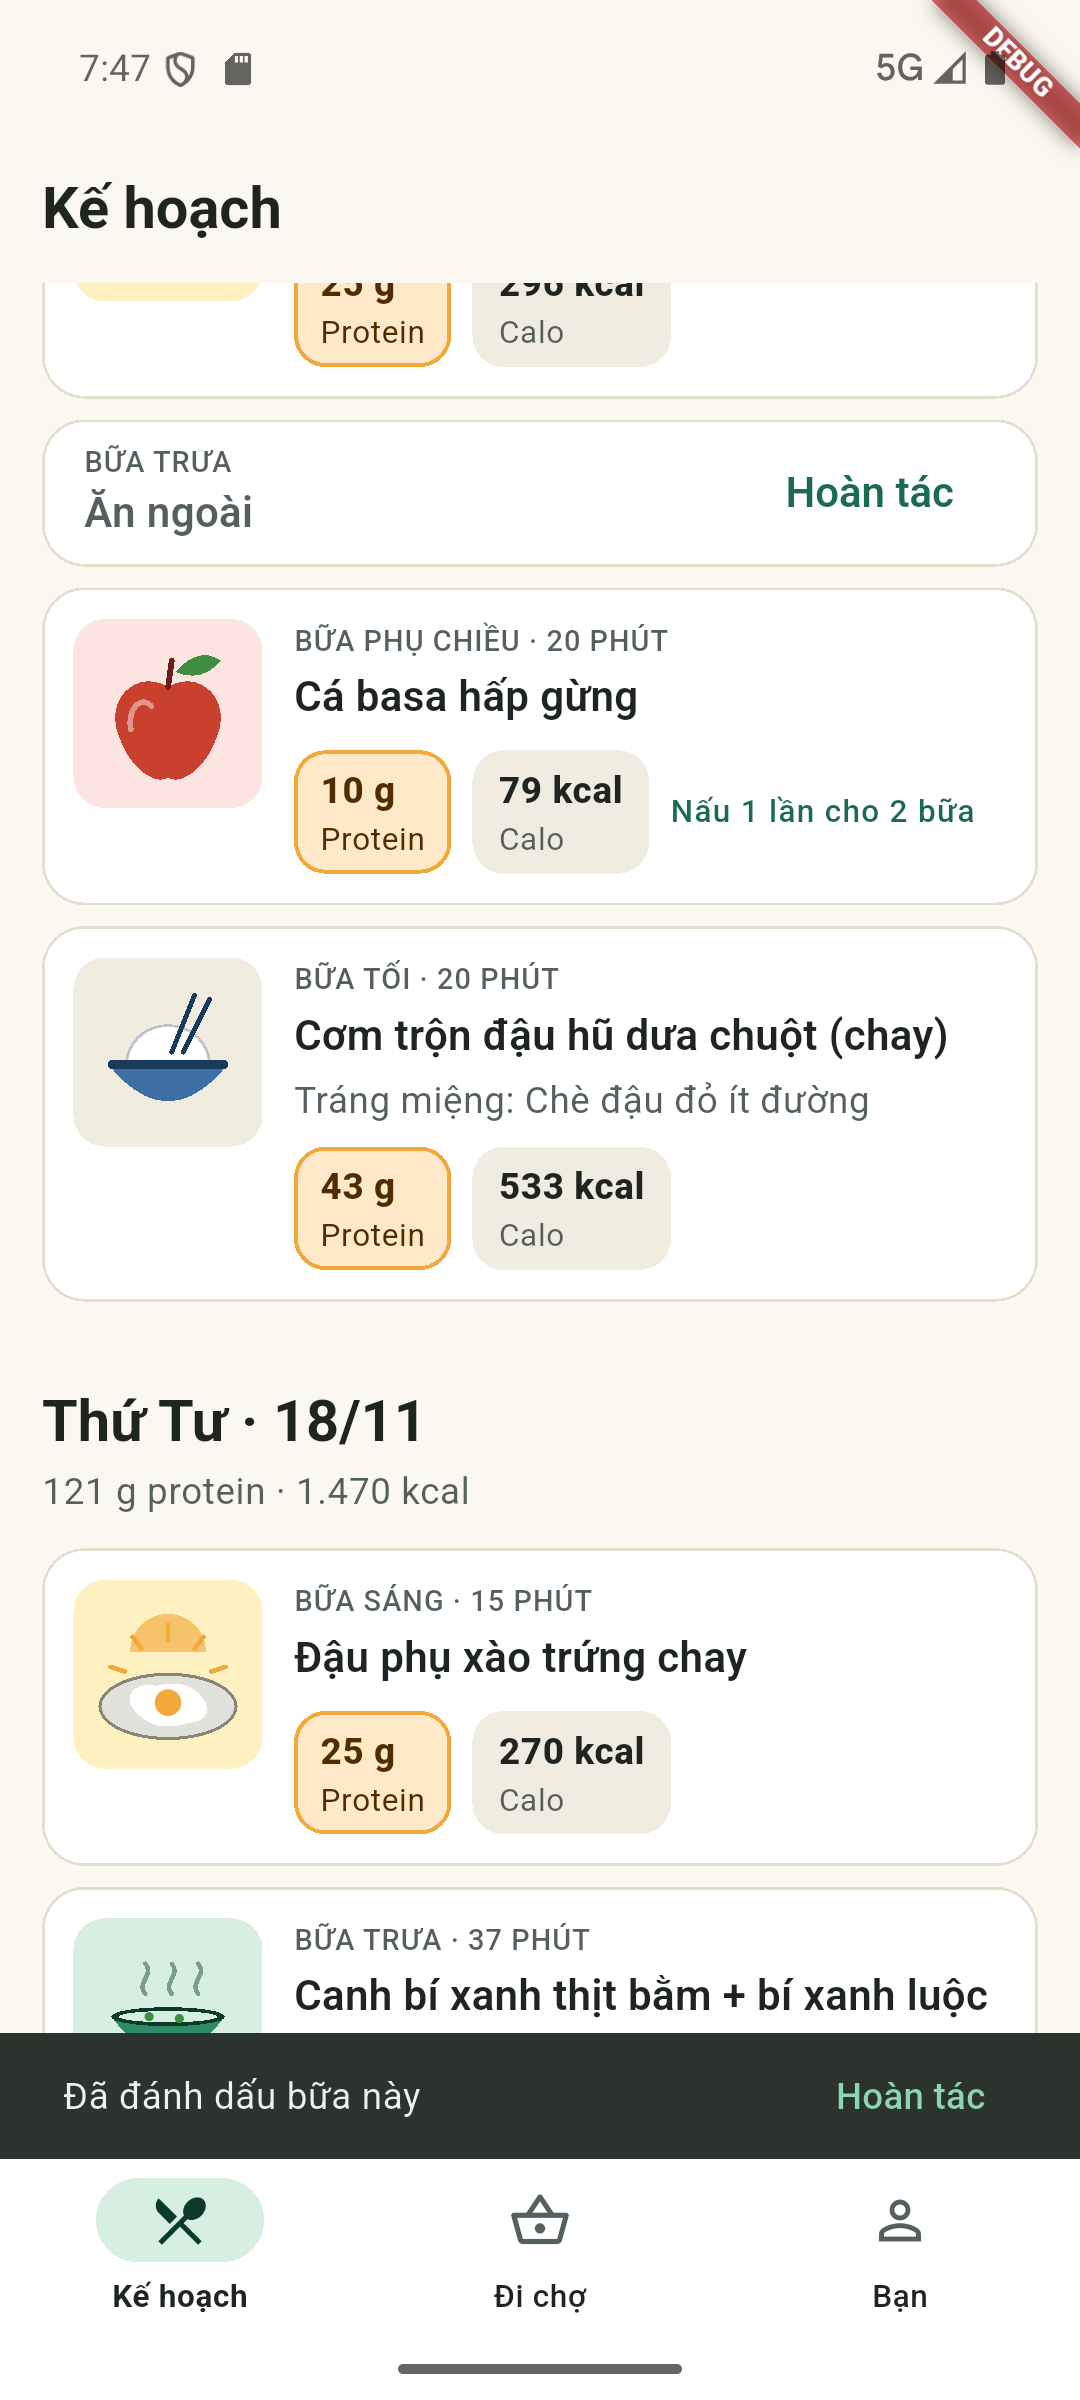 7:47
5G
DEBUG
Kế hoạch
25 g
Protein
296 kcal
Calo
BỮA TRƯA
Ăn ngoài
Hoàn tác
BỮA PHỤ CHIỀU · 20 PHÚT
Cá basa hấp gừng
10 g
Protein
79 kcal
Calo
Nấu 1 lần cho 2 bữa
BỮA TỐI · 20 PHÚT
Cơm trộn đậu hũ dưa chuột (chay)
Tráng miệng: Chè đậu đỏ ít đường
43 g
Protein
533 kcal
Calo
Thứ Tư · 18/11
121 g protein · 1.470 kcal
BỮA SÁNG · 15 PHÚT
Đậu phụ xào trứng chay
25 g
Protein
270 kcal
Calo
BỮA TRƯA · 37 PHÚT
Canh bí xanh thịt bằm + bí xanh luộc
Đã đánh dấu bữa này
Hoàn tác
Kế hoạch
Đi chợ
Bạn